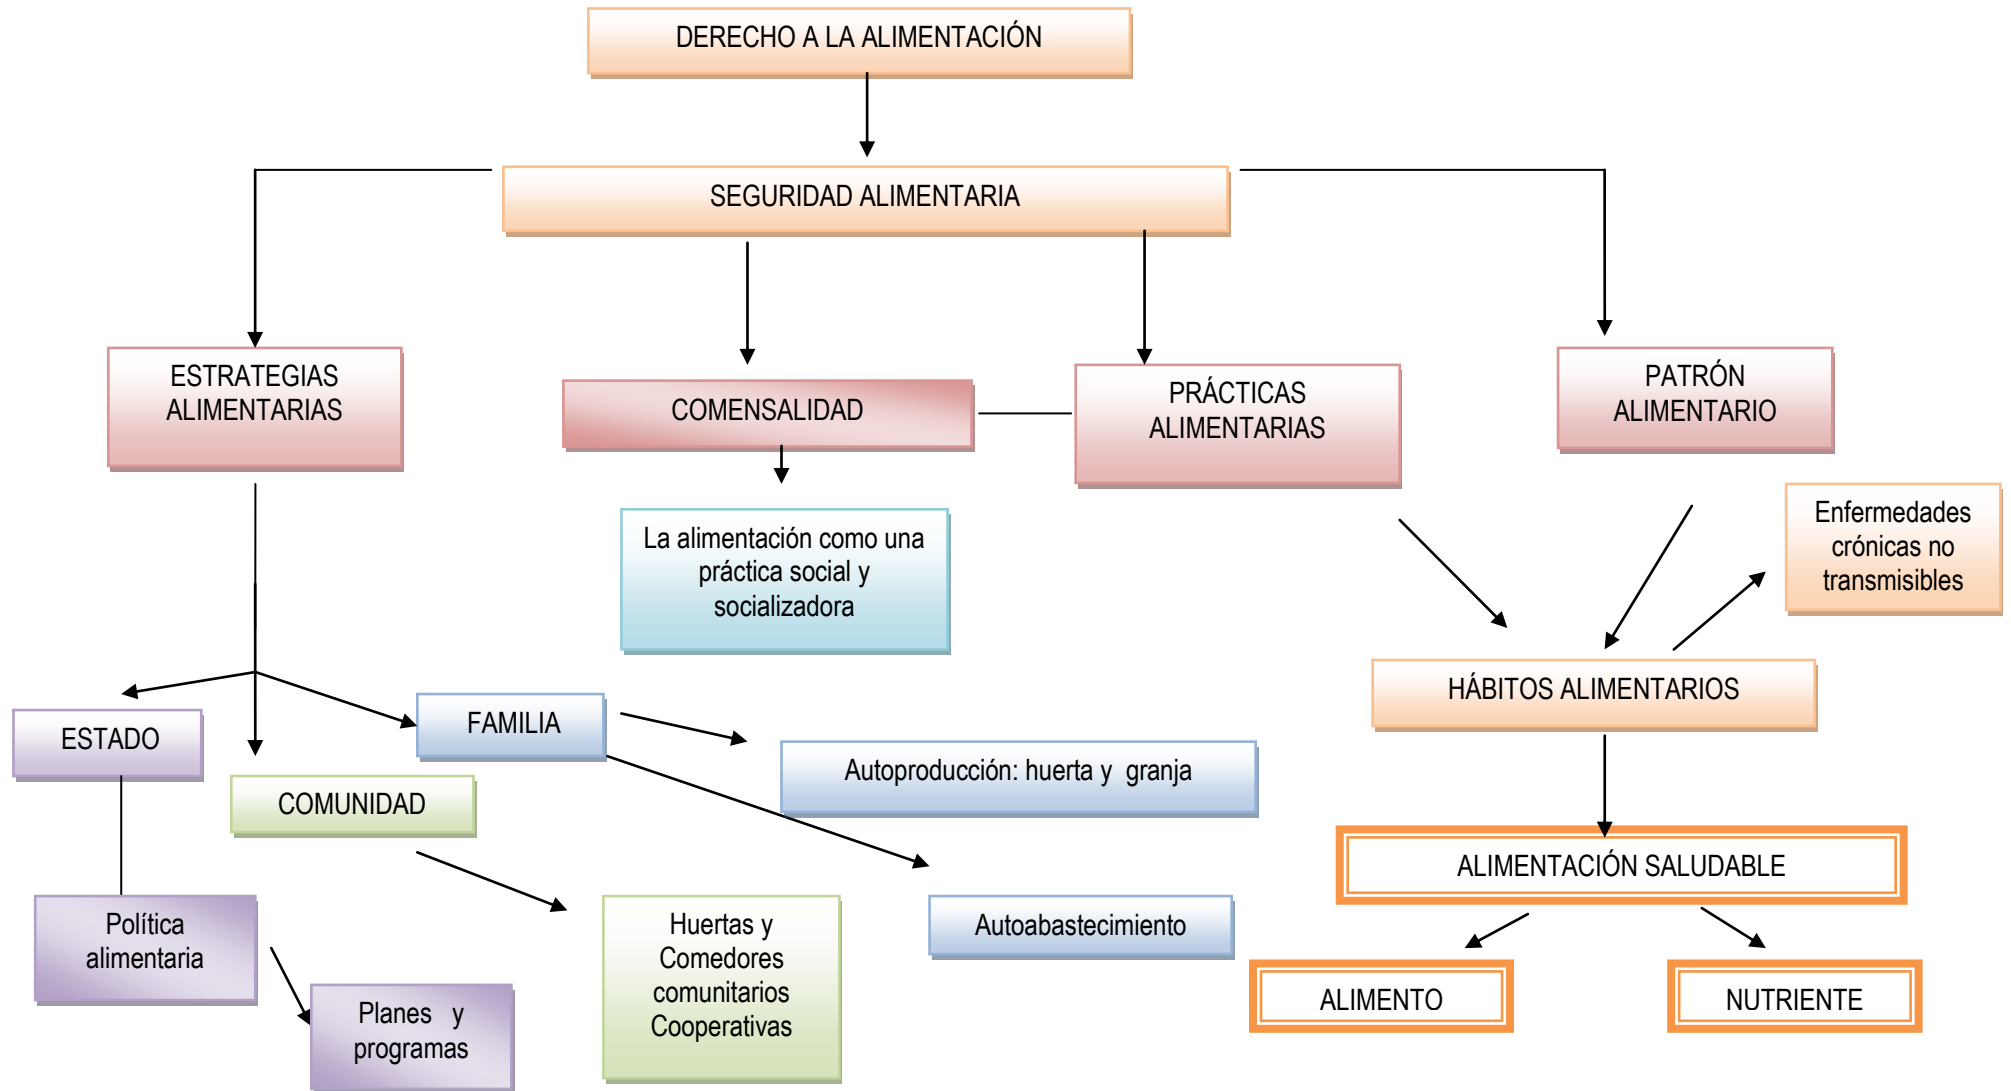 DERECHO A LA ALIMENTACIÓN
SEGURIDAD ALIMENTARIA
ESTRATEGIAS
ALIMENTARIAS
COMENSALIDAD
PRÁCTICAS
ALIMENTARIAS
PATRÓN
ALIMENTARIO
La alimentación como una
práctica social y
socializadora
Enfermedades
crónicas no
transmisibles
HÁBITOS ALIMENTARIOS
ESTADO
FAMILIA
COMUNIDAD
Autoproducción: huerta y granja
ALIMENTACIÓN SALUDABLE
Política
alimentaria
Planes y
programas
Huertas y
Comedores
comunitarios
Cooperativas
Autoabastecimiento
ALIMENTO
NUTRIENTE